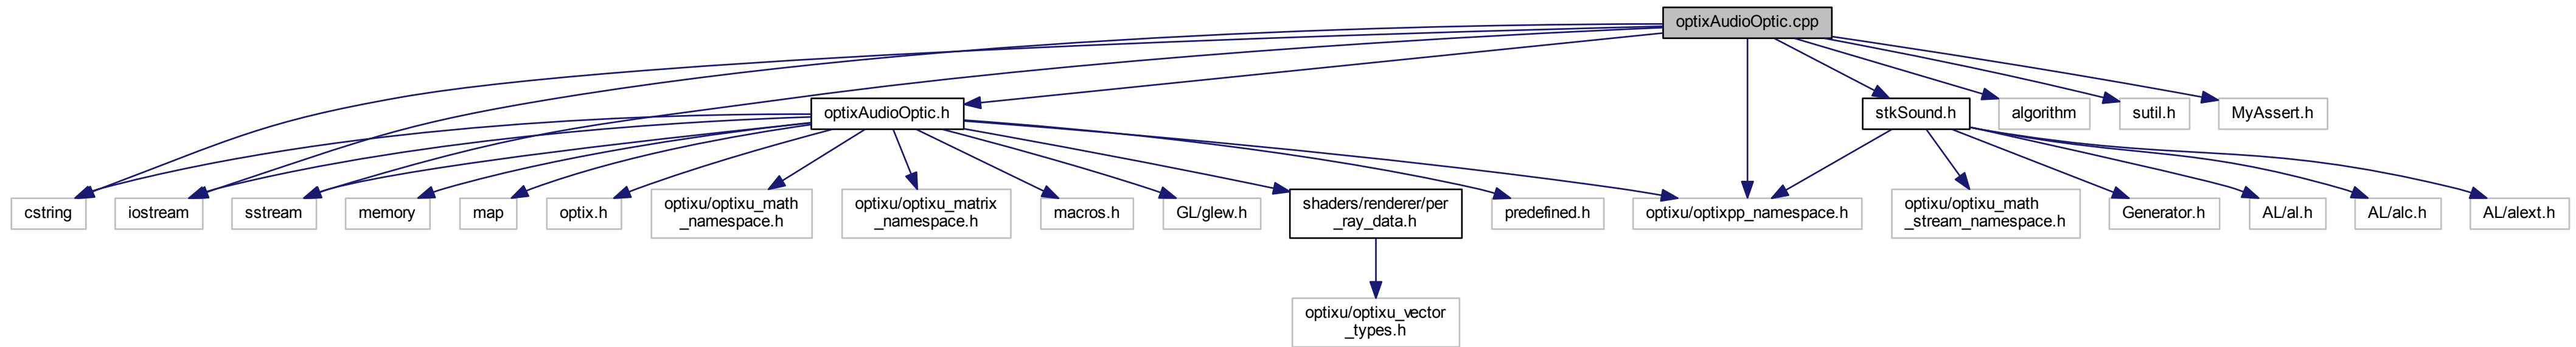 optixAudioOptic.cpp
optixAudioOptic.h
stkSound.h
algorithm
sutil.h
MyAssert.h
cstring
iostream
sstream
memory
map
optix.h
optixu/optixu_math
_namespace.h
optixu/optixu_matrix
_namespace.h
macros.h
GL/glew.h
shaders/renderer/per
_ray_data.h
predefined.h
optixu/optixpp_namespace.h
optixu/optixu_math
_stream_namespace.h
Generator.h
AL/al.h
AL/alc.h
AL/alext.h
optixu/optixu_vector
_types.h